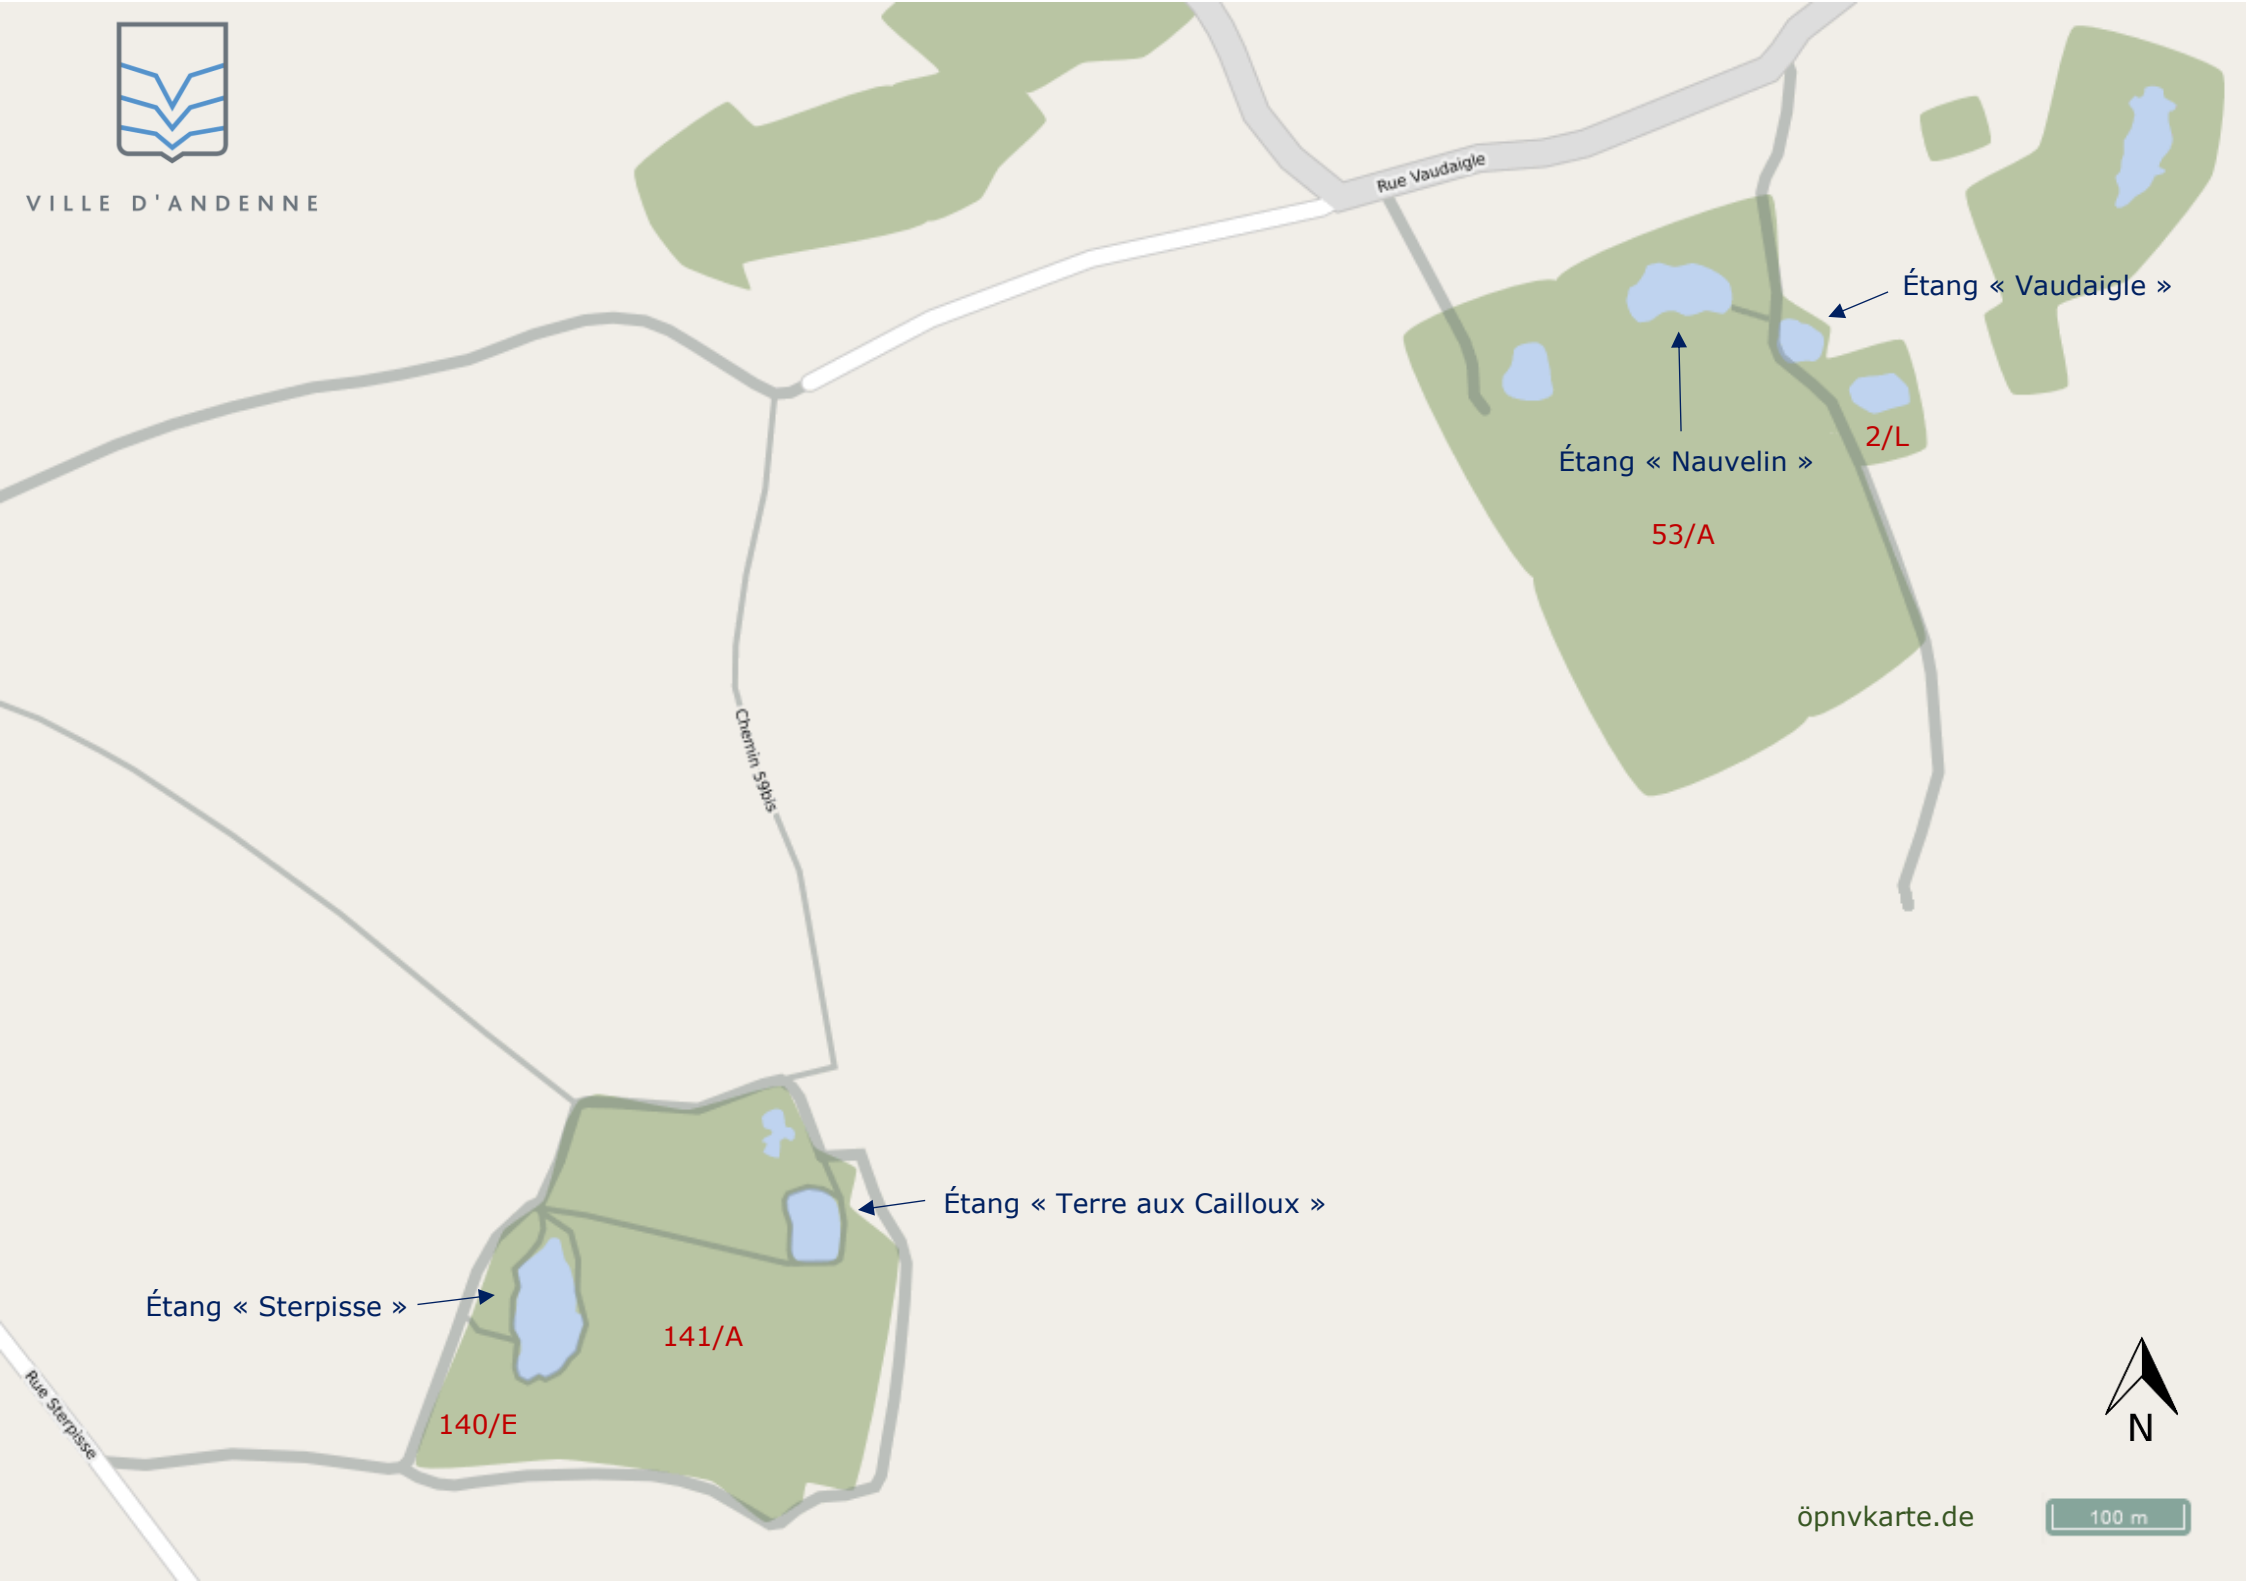 VILLE D'ANDENNE
Rue Vaudaigle
Étang « Vaudaigle »
2/L
Étang « Nauvelin »
53/A
Chemin 59bis
Étang « Terre aux Cailloux »
Étang « Sterpisse »
141/A
140/E
Rue Sterpisse
N
öpnvkarte.de
100 m